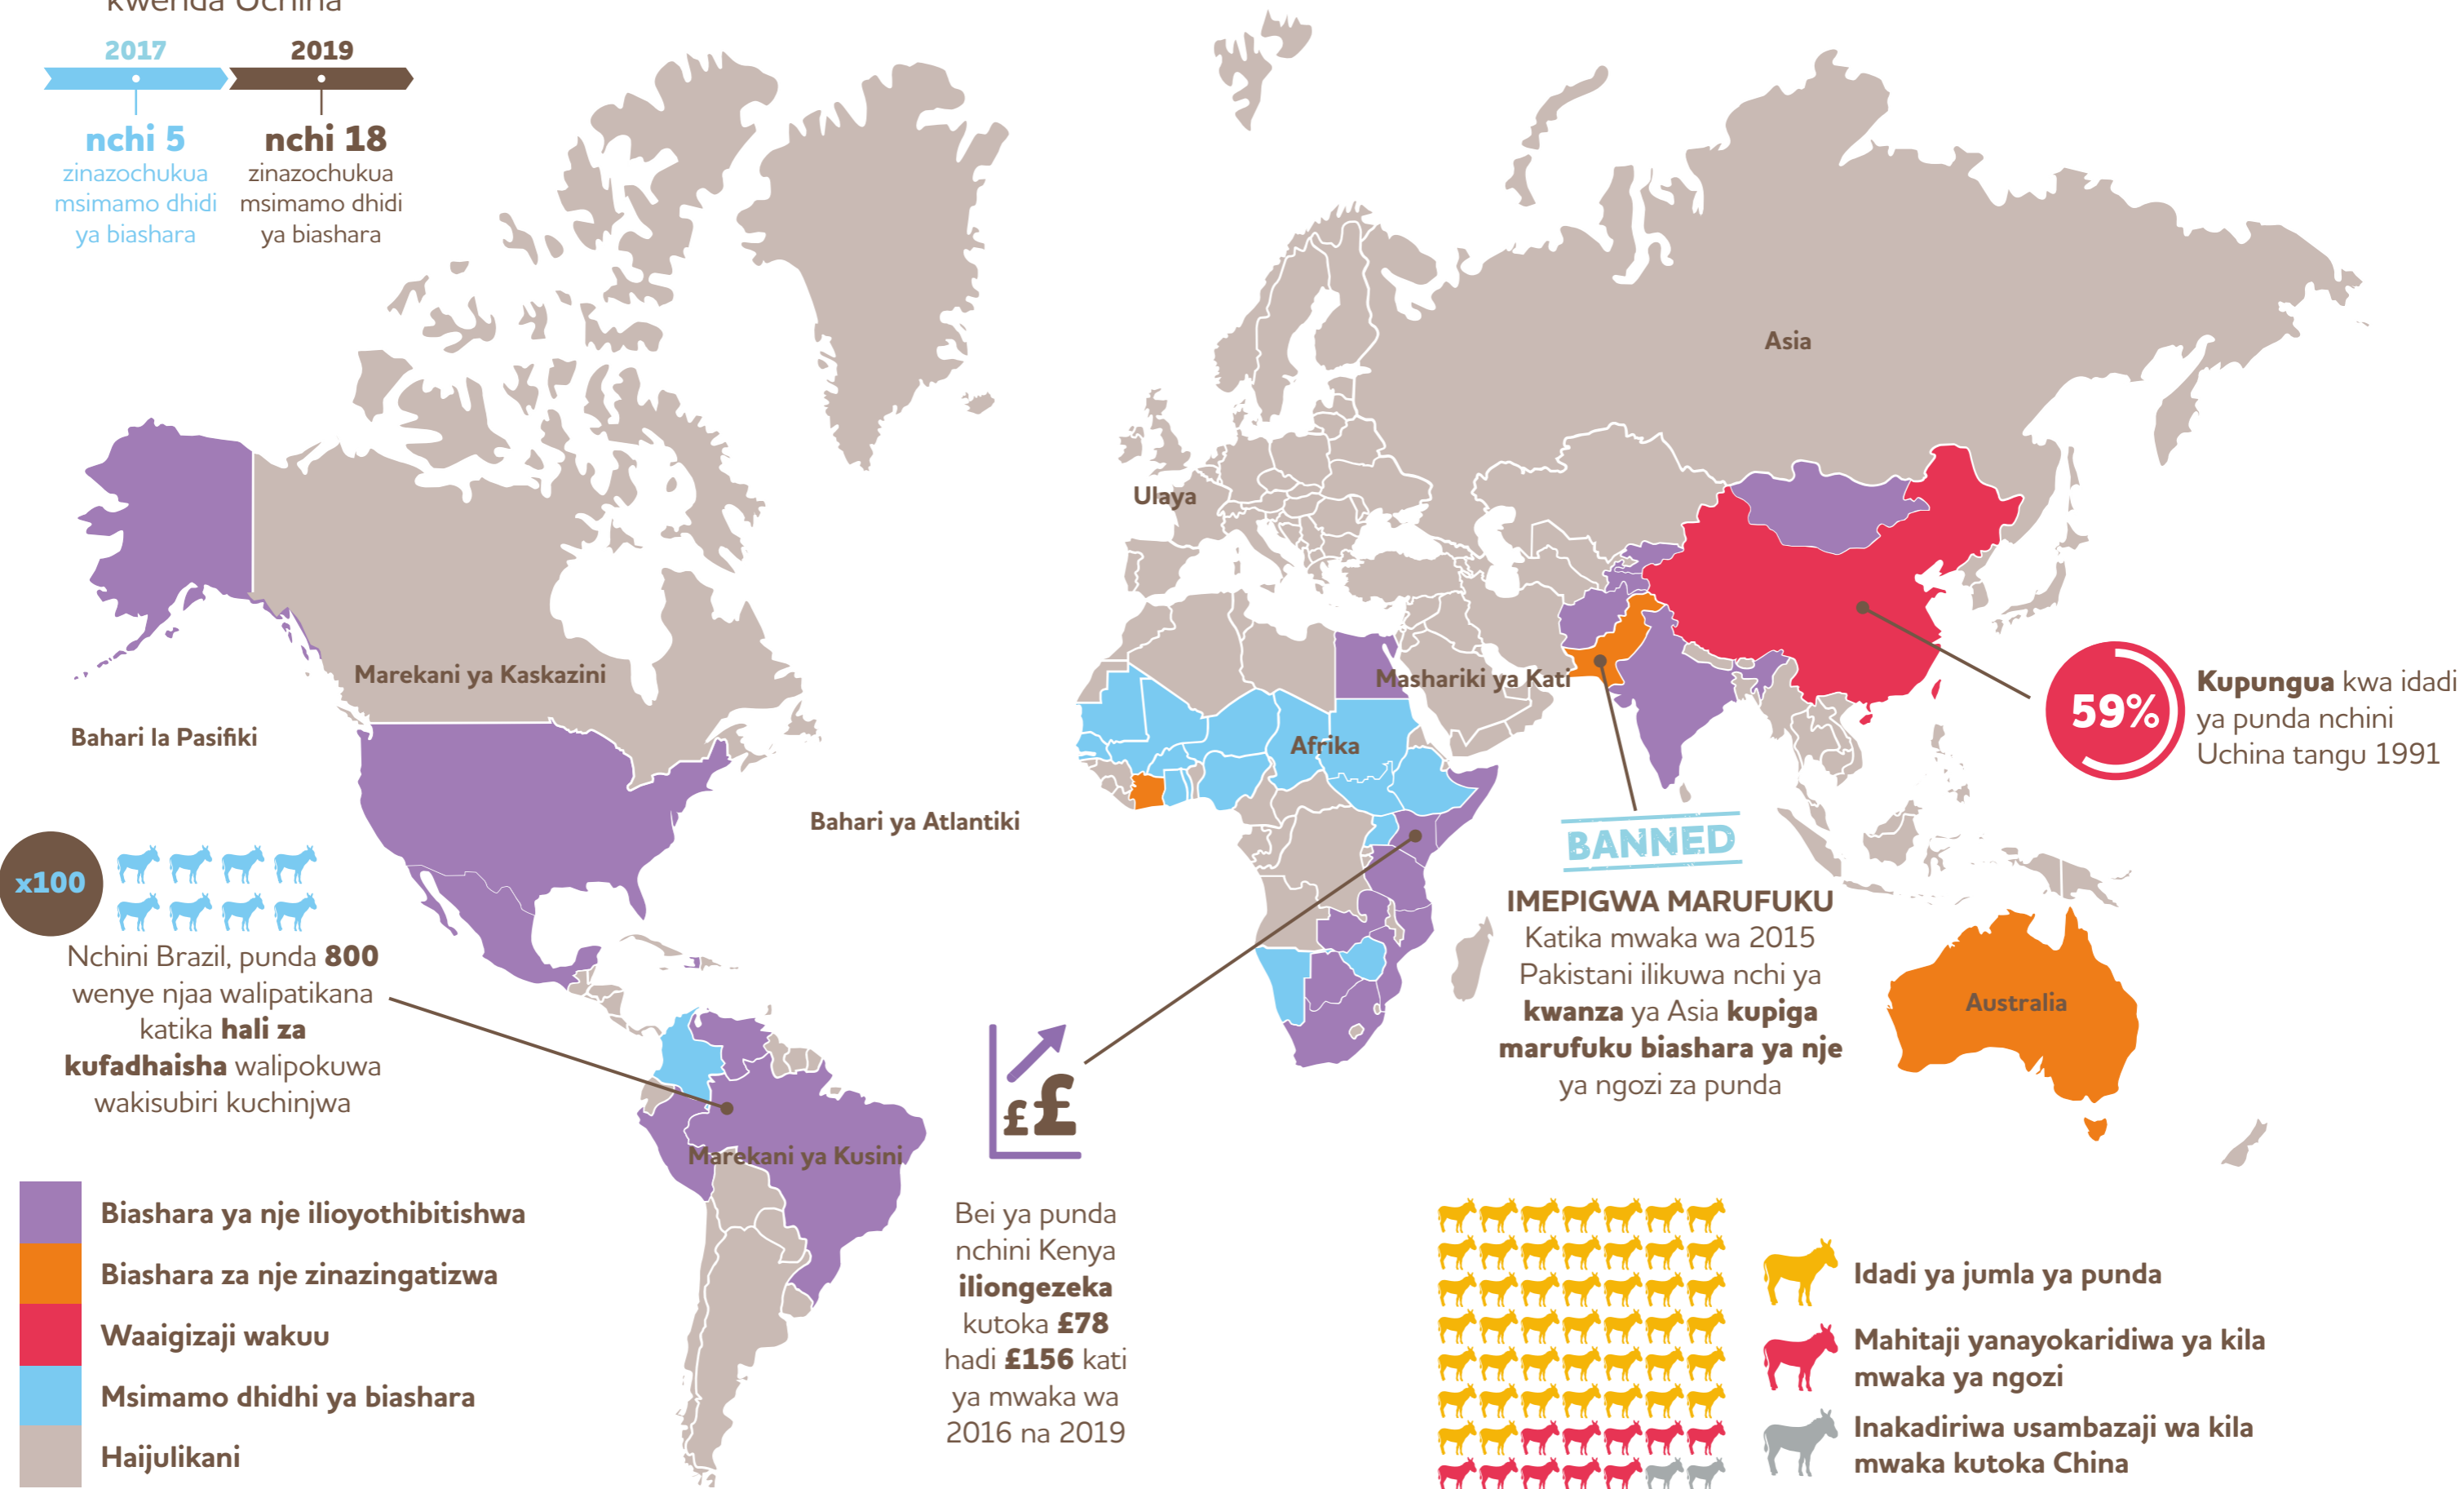 kwenda Uchina
2017
2019
nchi 5
zinazochukua
msimamo dhidi
ya biashara
nchi 18
zinazochukua
msimamo dhidi
ya biashara
Asia
Ulaya
Marekani ya Kaskazini
Mashariki ya Kati
Bahari la Pasifiki
Afrika
59%
Kupungua kwa idadi
ya punda nchini
Uchina tangu 1991
Bahari ya Atlantiki
x100
Nchini Brazil, punda 800
wenye njaa walipatikana
katika hali za
kufadhaisha walipokuwa
wakisubiri kuchinjwa
BANNED
IMEPIGWA MARUFUKU
Katika mwaka wa 2015
Pakistani ilikuwa nchi ya
kwanza ya Asia kupiga
marufuku biashara ya nje
ya ngozi za punda
Australia
Marekani ya Kusini
££
Bei ya punda
nchini Kenya
iliongezeka
kutoka £78
hadi £156 kati
ya mwaka wa
2016 na 2019
Biashara ya nje ilioyothibitishwa
Biashara za nje zinazingatizwa
Waaigizaji wakuu
Msimamo dhidhi ya biashara
Haijulikani
Idadi ya jumla ya punda
Mahitaji yanayokaridiwa ya kila
mwaka ya ngozi
Inakadiriwa usambazaji wa kila
mwaka kutoka China